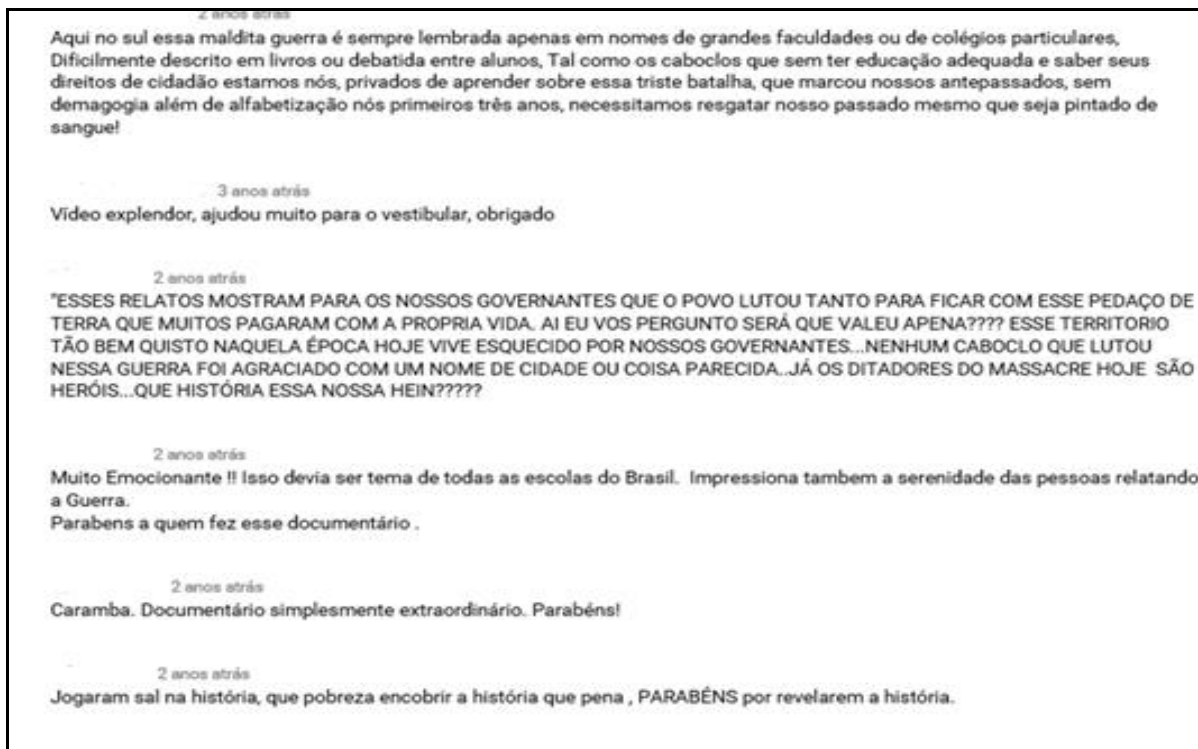 2 anos atrás
Aqui no sul essa maldita guerra é sempre lembrada apenas em nomes de grandes faculdades ou de colégios particulares,
Dificilmente descrito em livros ou debatida entre alunos, Tal como os caboclos que sem ter educação adequada e saber seus
direitos de cidadão estamos nós, privados de aprender sobre essa triste batalha, que marcou nossos antepassados, sem
demagogia além de alfabetização nós primeiros três anos, necessitamos resgatar nosso passado mesmo que seja pintado de
sangue!
3 anos atrás
Vídeo explendor, ajudou muito para o vestibular, obrigado
2 anos atrás
"ESSES RELATOS MOSTRAM PARA OS NOSSOS GOVERNANTES QUE O POVO LUTOU TANTO PARA FICAR COM ESSE PEDAÇO DE
TERRA QUE MUITOS PAGARAM COM A PROPRIA VIDA. AI EU VOS PERGUNTO SERÁ QUE VALEU APENA???? ESSE TERRITORIO
TÃO BEM QUISTO NAQUELA ÉPOCA HOJE VIVE ESQUECIDO POR NOSSOS GOVERNANTES...NENHUM CABOCLO QUE LUTOU
NESSA GUERRA FOI AGRACIADO COM UM NOME DE CIDADE OU COISA PARECIDA..JÁ OS DITADORES DO MASSACRE HOJE SÃO
HERÓIS...QUE HISTÓRIA ESSA NOSSA HEIN?????
2 anos atrás
Muito Emocionante !! Isso devia ser tema de todas as escolas do Brasil. Impressiona tambem a serenidade das pessoas relatando
a Guerra.
Parabens a quem fez esse documentário .
2 anos atrás
Caramba. Documentário simplesmente extraordinário. Parabéns!
2 anos atrás
Jogaram sal na história, que pobreza encobrir a história que pena , PARABÉNS por revelarem a história.